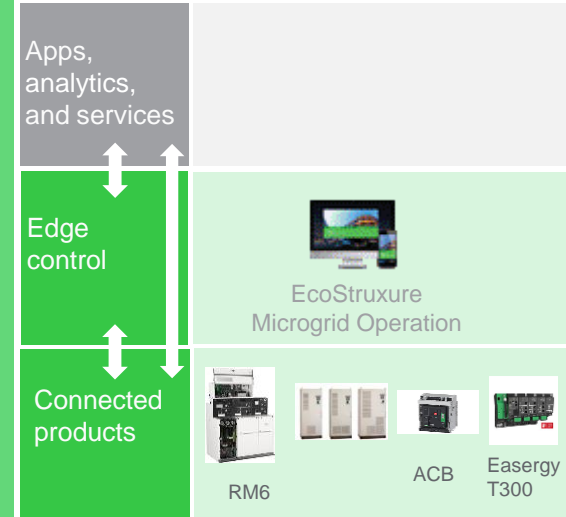 Apps,
analytics,
and services
Edge
control
EcoStruxure
Microgrid Operation
Connected
products
RM6
ACB
Easergy
T300